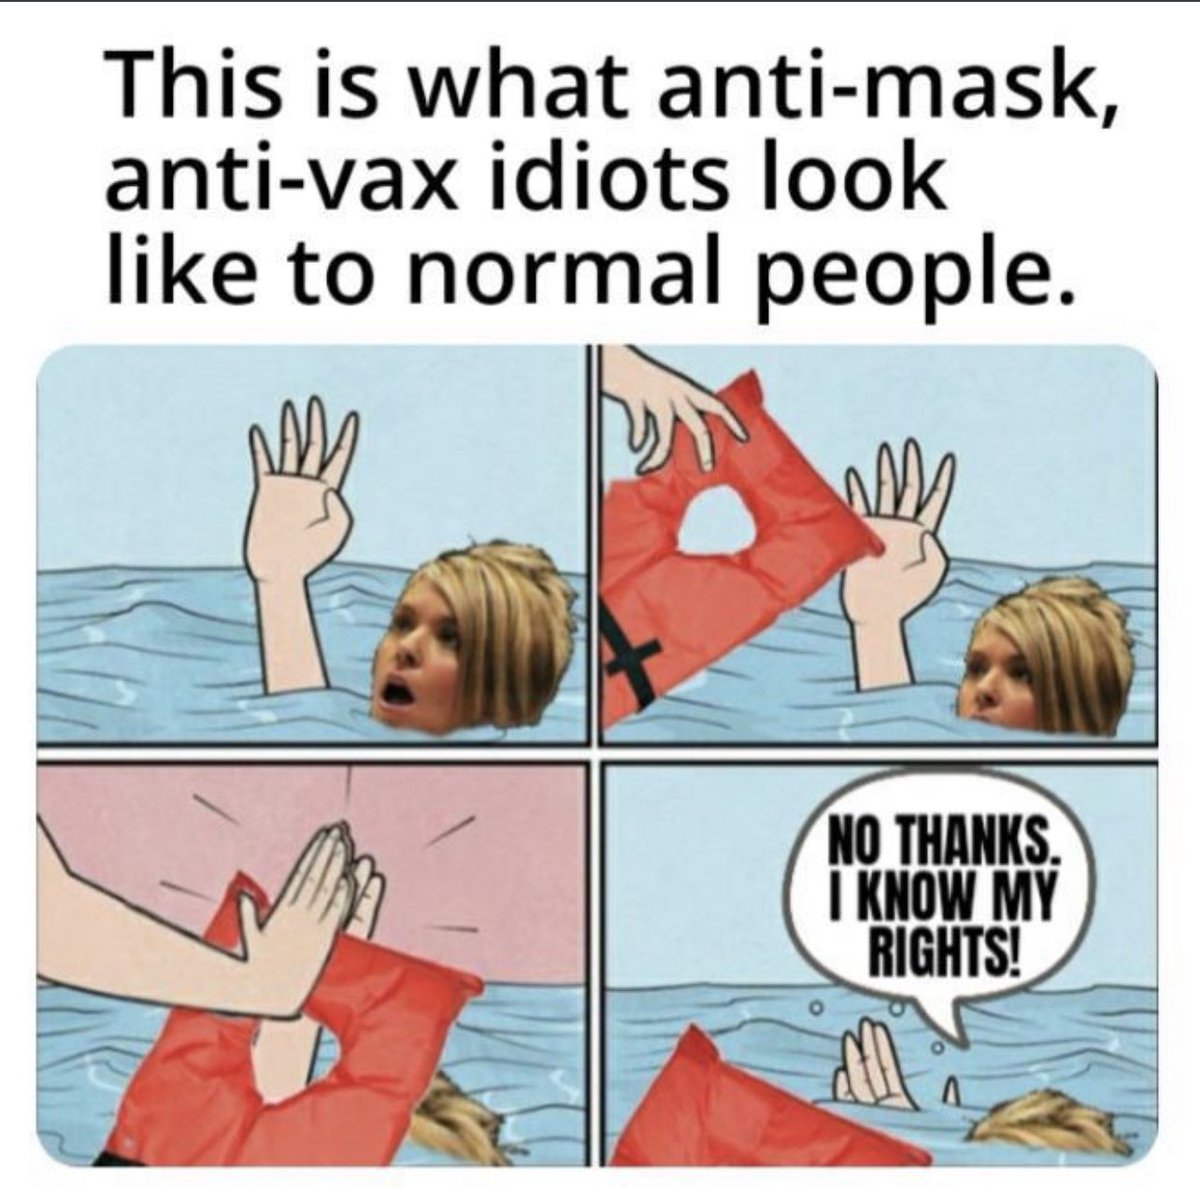 This is what anti-mask,
anti-vax idiots look
like to normal people.
NO THANKS.
I KNOW MY
RIGHTS!